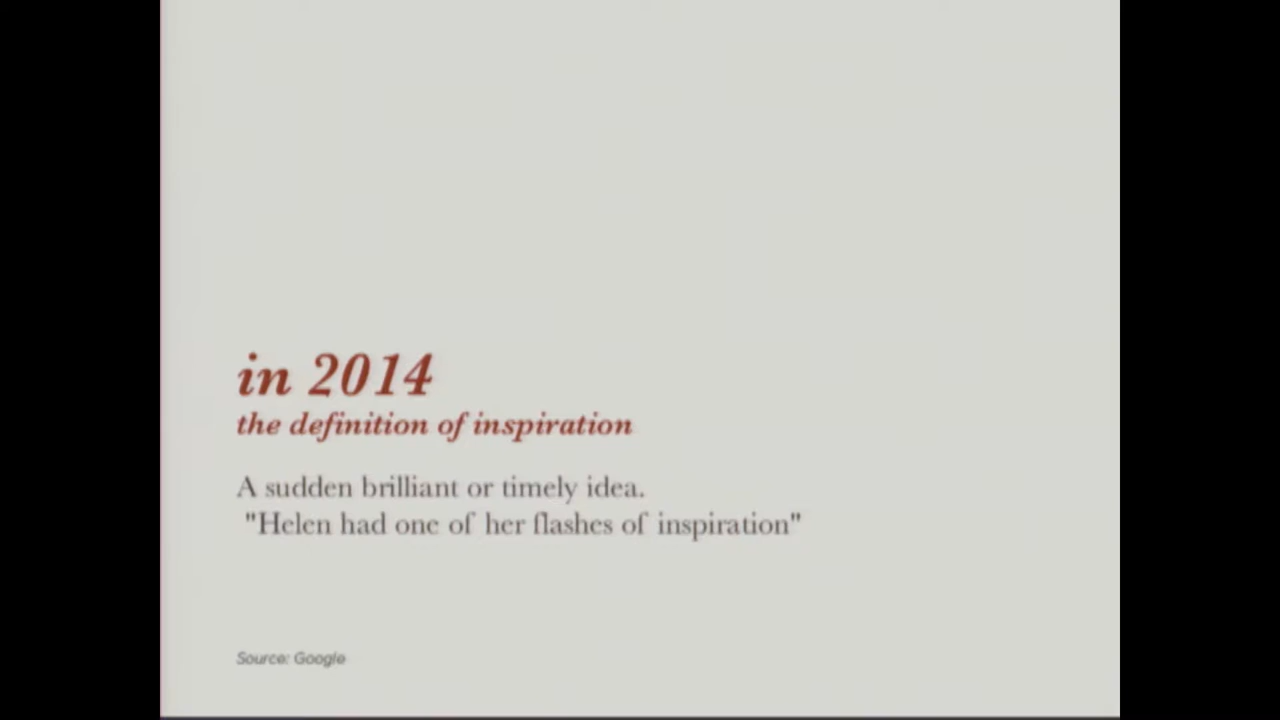 in 2014
the definition of inspiration
A sudden brilliant or timely idea.
"Helen had one of her flashes of inspiration"
Source: Google